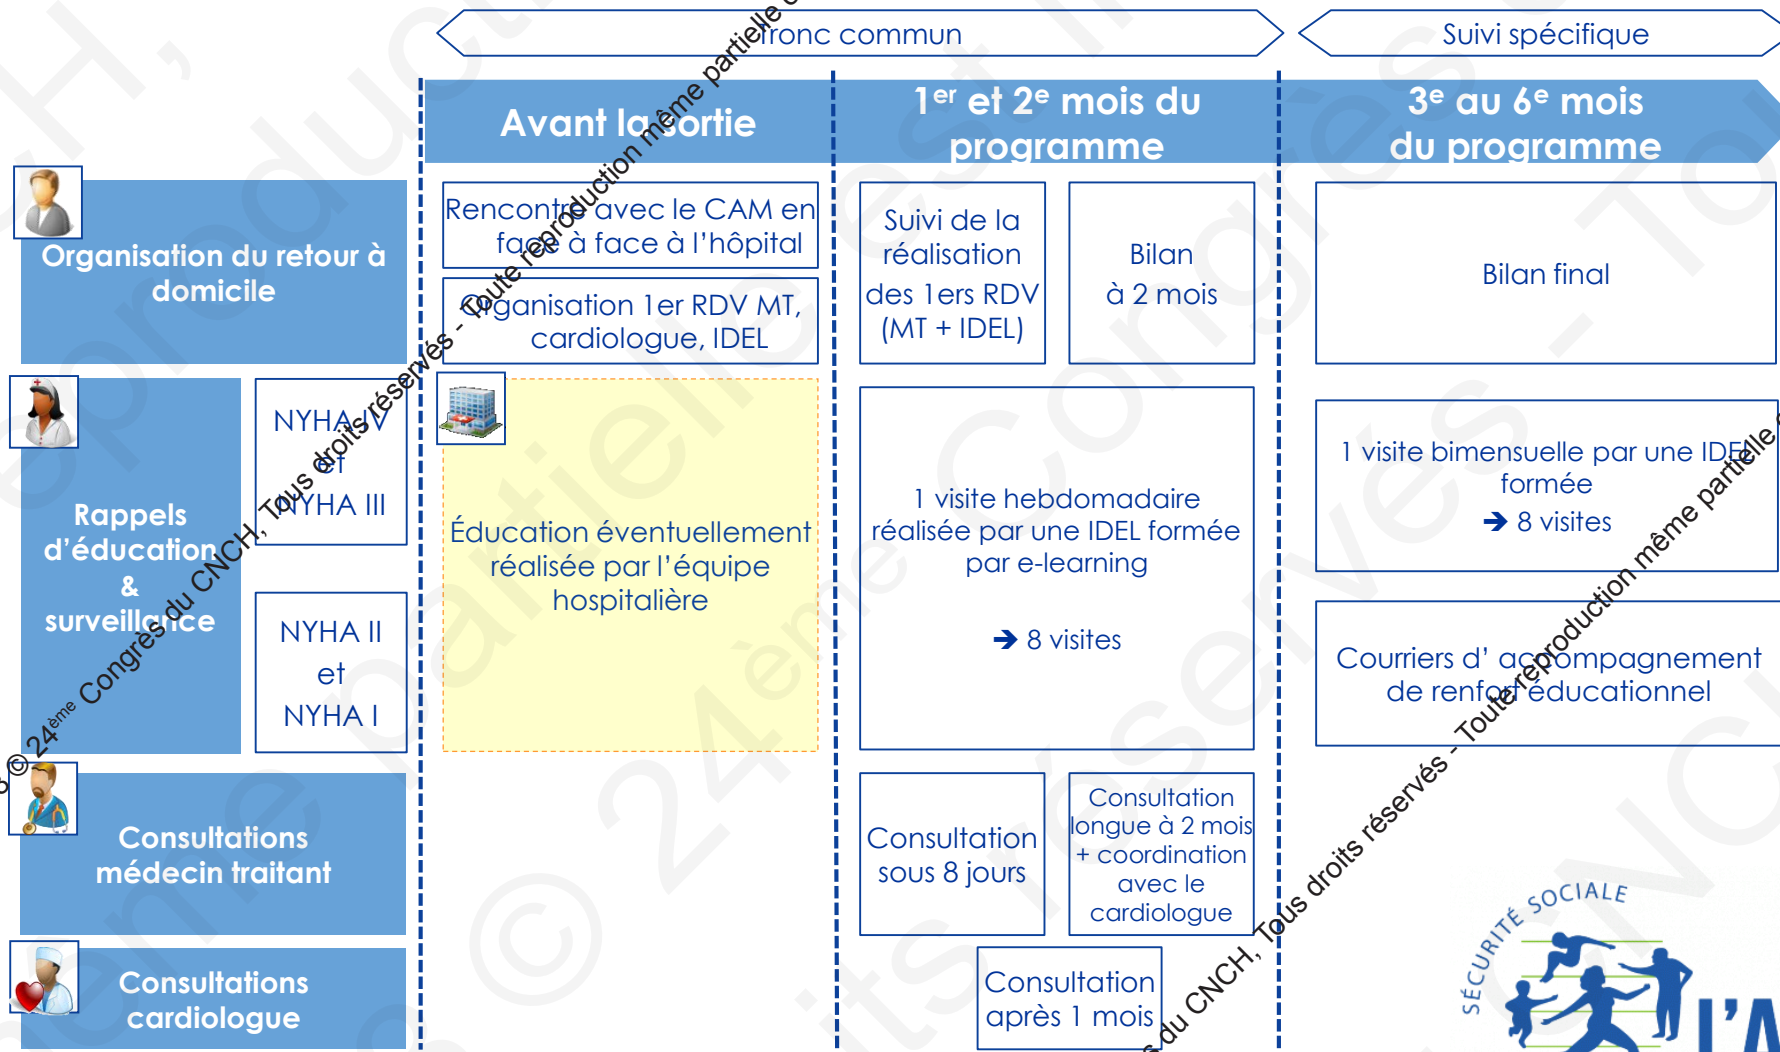 Tronc commun
Suivi spécifique
Avant la sortie
1er et 2e mois du
programme
3e au 6e mois
du programme
Organisation du retour à
domicile
Rencontre avec le CAM en
face à face à l'hôpital
Organisation 1er RDV MT,
cardiologue, IDEL
Suivi de la
réalisation
des 1ers RDV
(MT + IDEL)
Bilan
à 2 mois
Bilan final
Rappels
d'éducation
&
surveillance
NYHA IV
et
NYHA III
NYHA II
et
NYHA I
Éducation éventuellement
réalisée par l'équipe
hospitalière
1 visite hebdomadaire
réalisée par une IDEL formée
par e-learning
➔ 8 visites
1 visite bimensuelle par une IDEL
formée
➔ 8 visites
Courriers d' accompagnement
de renfort éducationnel
Consultations
médecin traitant
Consultation
sous 8 jours
Consultation
longue à 2 mois
+ coordination
avec le
cardiologue
Consultations
cardiologue
Consultation
après 1 mois
SÉCURITÉ SOCIALE
l'A
© 24ème Congrès du CNCH, Tous droits réservés - Toute reproduction même partielle
du CNCH, Tous droits réservés - Toute reproduction même partielle